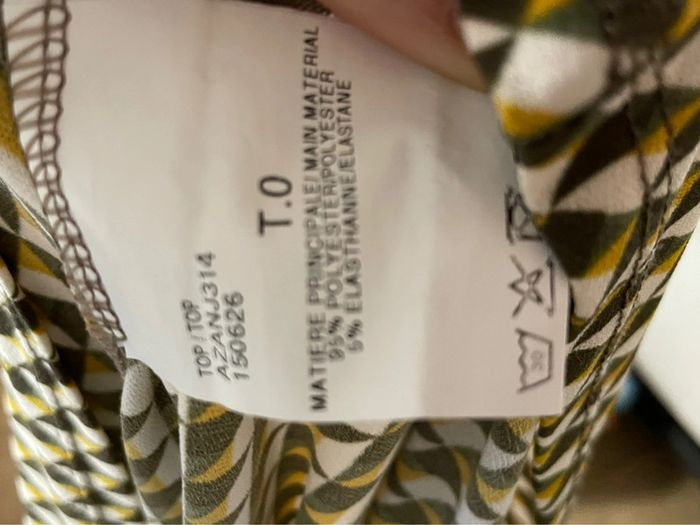 TOP / TOP
AZANJ314
150626
T.0
MATIERE PRINCIPALE/ MAIN MATERIAL
95% POLYESTER/POLYESTER
5% ELASTHANNE/ELASTANE
30